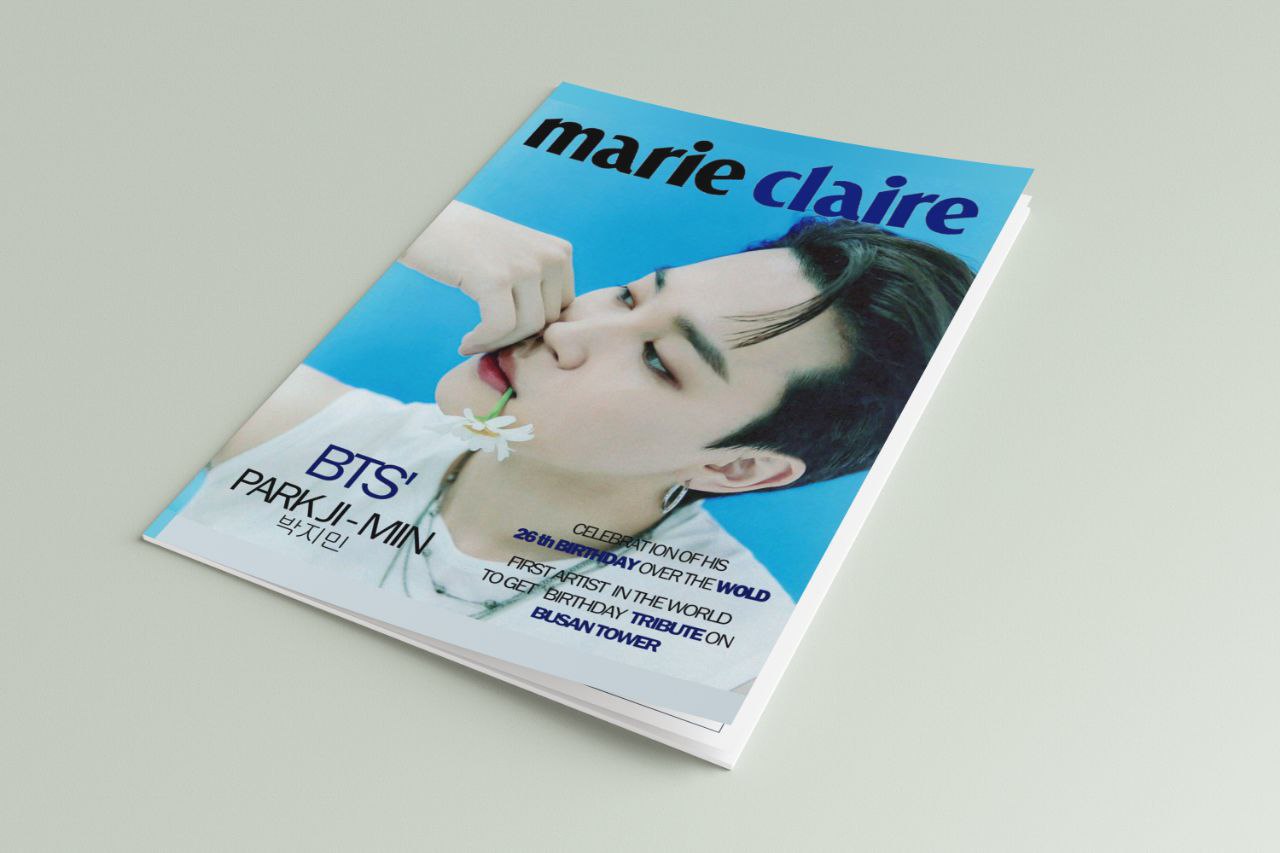 marie claire
BTS'
PARK JI-MIN
박지민
CELEBRATION OF HIS
26 th BIRTHDAY OVER THE WOLD
FIRST ARTIST IN THE WORLD
TO GET BIRTHDAY TRIBUTE ON
BUSAN TOWER